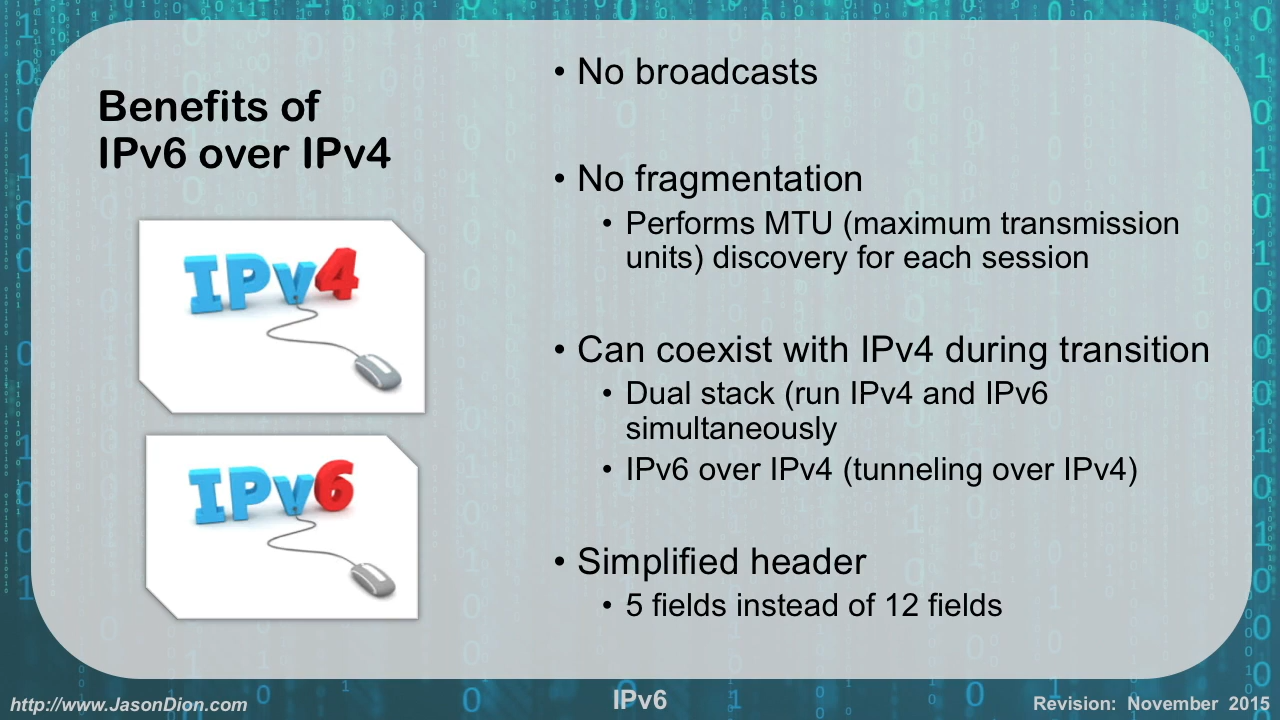 Benefits of
IPv6 over IPv4
IPv4
IPv6
• No broadcasts
• No fragmentation
• Performs MTU (maximum transmission
units) discovery for each session
• Can coexist with IPv4 during transition
• Dual stack (run IPv4 and IPv6
simultaneously
• IPv6 over IPv4 (tunneling over IPv4)
• Simplified header
• 5 fields instead of 12 fields
http://www.JasonDion.com
IPv6
Revision: November 2015